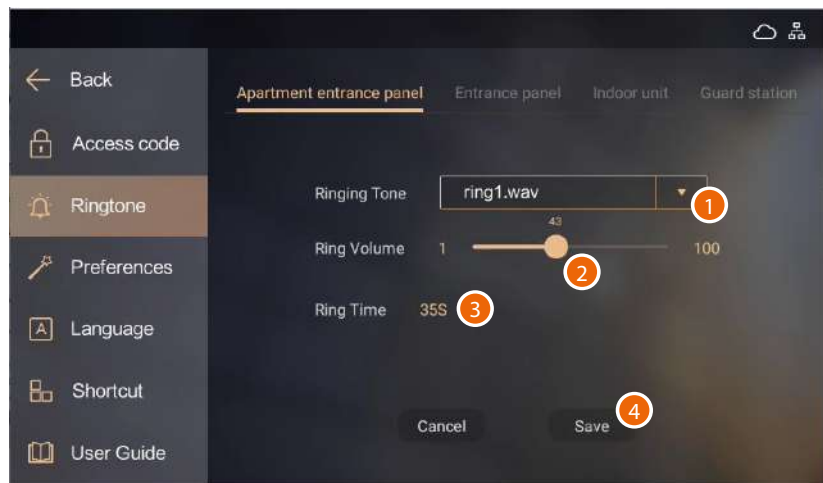 Back
Access code
Ringtone
Preferences
A Language
Shortcut
User Guide
Apartment entrance panel Entrance panel Indoor unit Guard station
Ringing Tone ring1.wav 1
43
Ring Volume 1 100
2
Ring Time 35S 3
4
Cancel Save